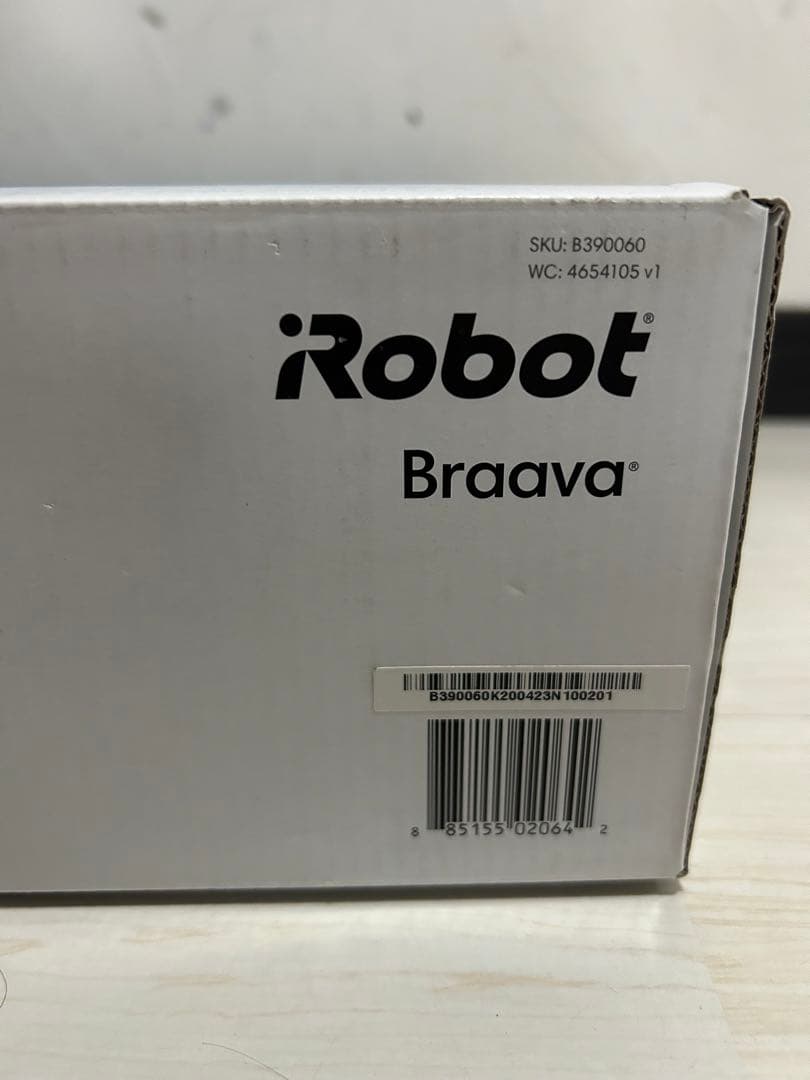 SKU: B390060
WC: 4654105 v1
iRobot®
Braava®
B390060K200423N100201
8 85155 02064 2